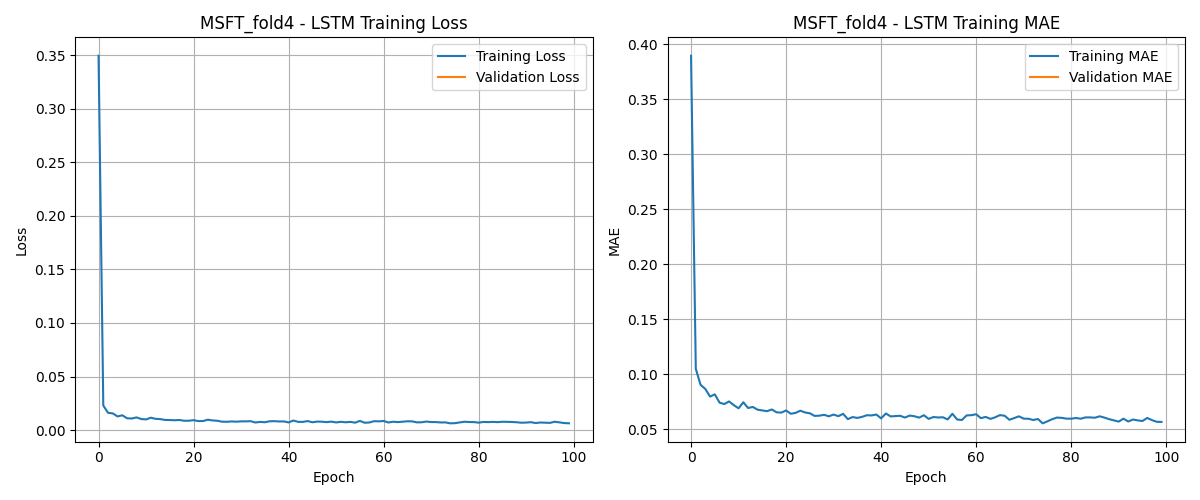 MSFT_fold4 - LSTM Training Loss
Training Loss
Validation Loss
0.35
0.30
0.25
0.20
0.15
0.10
0.05
0.00
Loss
0
20
40
60
80
100
Epoch
MSFT_fold4 - LSTM Training MAE
Training MAE
Validation MAE
0.40
0.35
0.30
0.25
0.20
0.15
0.10
0.05
MAE
0
20
40
60
80
100
Epoch